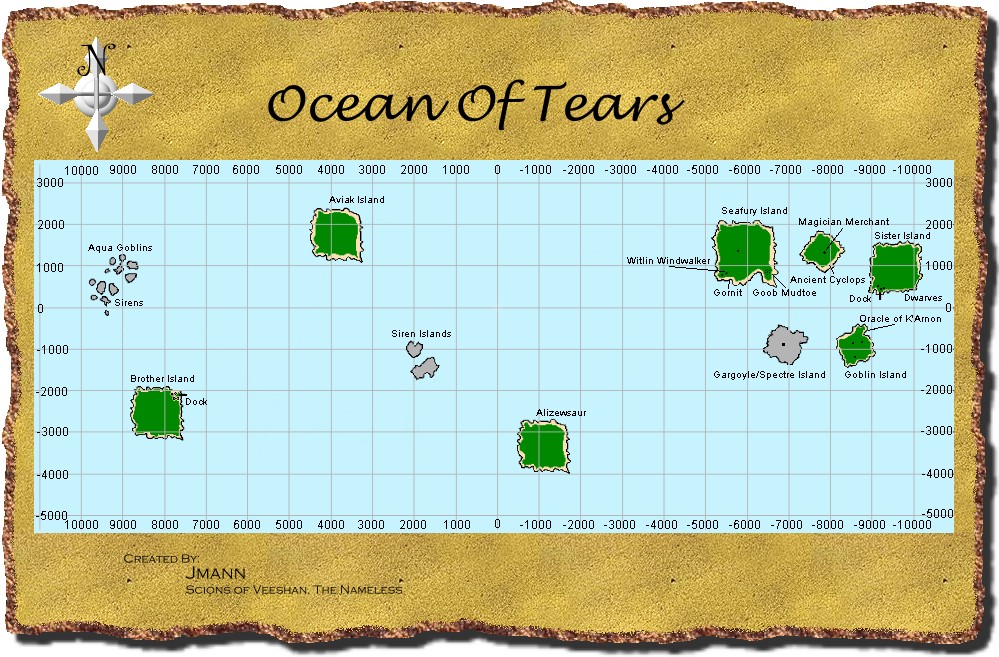 N
Ocean Of Tears
10000 9000 8000 7000 6000 5000 4000 3000 2000 1000 0 -1000 -2000 -3000 -4000 -5000 -6000 -7000 -8000 -9000 -10000
3000 3000
Aviak Island
Seafury Island
Magician Merchant
2000 2000
Sister Island
Aqua Goblins
Witlin Windwalker
1000 1000
Ancient Cyclops
Gornit Goob Mudtoe
Dock Dwarves
Sirens
0 0
Oracle of K'Arnon
Siren Islands
-1000 -1000
Gargoyle/Spectre Island Goblin Island
Brother Island
-2000 -2000
Dock
Alizewsaur
-3000 -3000
-4000 -4000
-5000 -5000
10000 9000 8000 7000 6000 5000 4000 3000 2000 1000 0 -1000 -2000 -3000 -4000 -5000 -6000 -7000 -8000 -9000 -10000
Created By:
Jmann
Scions of Veeshan, The Nameless